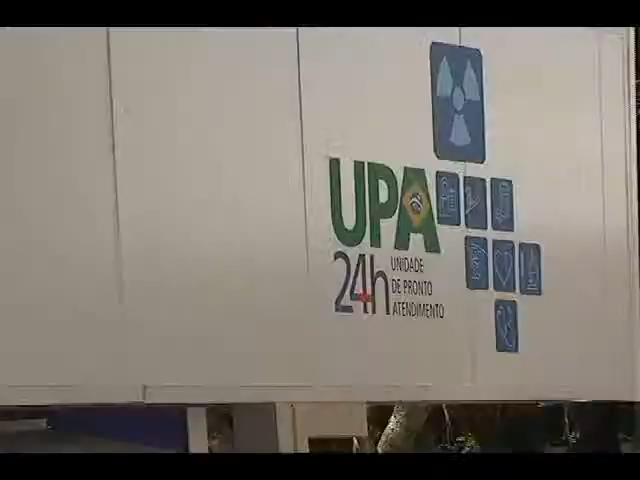 UPA
24h
UNIDADE
DE PRONTO
ATENDIMENTO